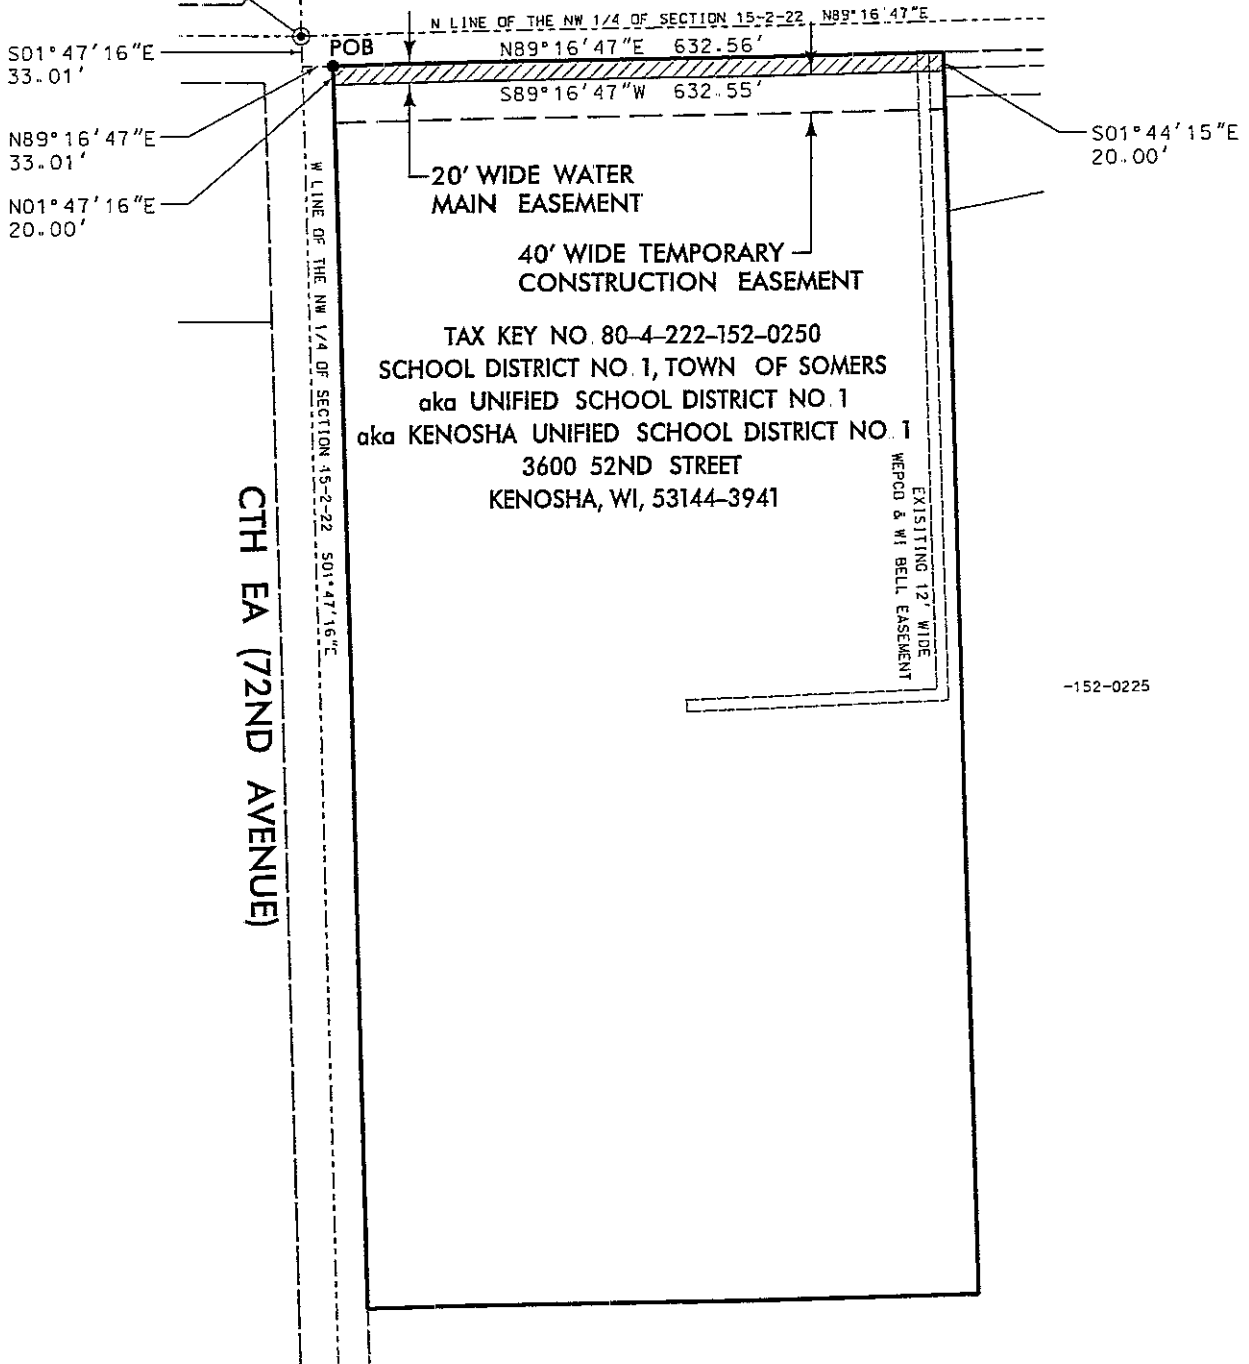 N LINE OF THE NW 1/4 OF SECTION 15-2-22 N89°16'47"E
S01°47'16"E
33.01'
POB
N89°16'47"E 632.56'
S89°16'47"W 632.55'
N89°16'47"E
33.01'
S01°44'15"E
20.00'
N01°47'16"E
20.00'
20' WIDE WATER
MAIN EASEMENT
40' WIDE TEMPORARY
CONSTRUCTION EASEMENT
W LINE OF THE NW 1/4 OF SECTION 15-2-22 S01°47'16"E
TAX KEY NO. 80-4-222-152-0250
SCHOOL DISTRICT NO. 1, TOWN OF SOMERS
aka UNIFIED SCHOOL DISTRICT NO. 1
aka KENOSHA UNIFIED SCHOOL DISTRICT NO. 1
3600 52ND STREET
KENOSHA, WI, 53144-3941
EXISITING 12' WIDE
WEPCO & WI BELL EASEMENT
CTH EA (72ND AVENUE)
-152-0225